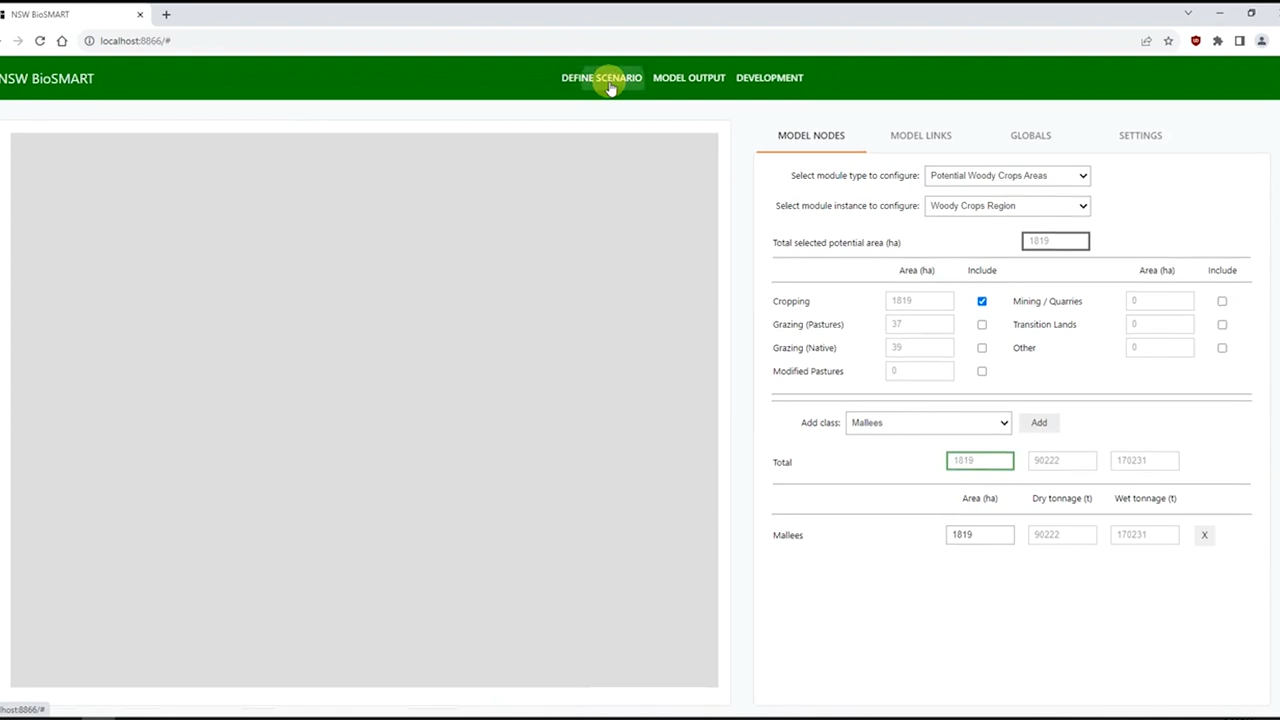 NSW BioSMART
localhost:8866/#
NSW BioSMART
DEFINE SCENARIO MODEL OUTPUT DEVELOPMENT
MODEL NODES MODEL LINKS GLOBALS SETTINGS
Select module type to configure: Potential Woody Crops Areas
Select module instance to configure: Woody Crops Region
Total selected potential area (ha) 1819
Area (ha) Include Area (ha) Include
Cropping 1819 Mining / Quarries 0
Grazing (Pastures) 37 Transition Lands 0
Grazing (Native) 39 Other 0
Modified Pastures 0
Add class: Mallees Add
Total 1819 90222 170231
Area (ha) Dry tonnage (t) Wet tonnage (t)
Mallees 1819 90222 170231 X
lhost:8866/#